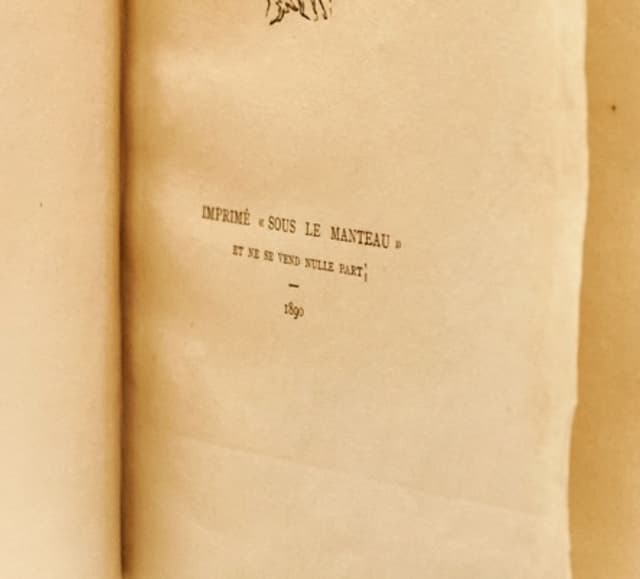 IMPRIMÉ « SOUS LE MANTEAU »
ET NE SE VEND NULLE PART
—
1890